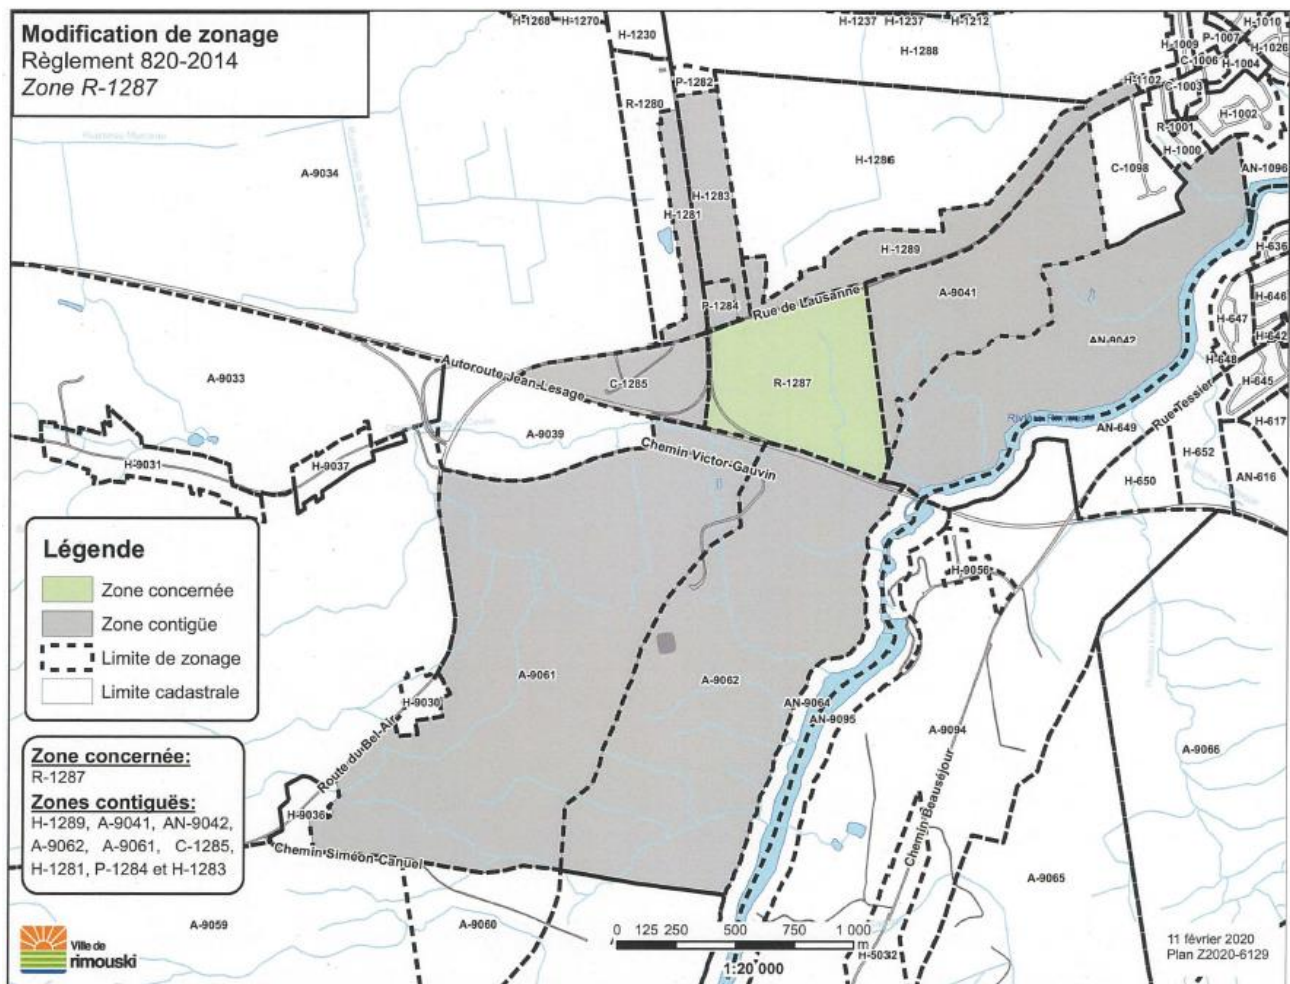 Modification de zonage
Règlement 820-2014
Zone R-1287
H-1268
H-1270
H-1230
H-1237
H-1237
H-1212
H-1288
H-1009
P-1007
H-1010
H-1026
C-1006
H-1004
P-1282
H-1102
C-1003
R-1280
H-1002
R-1001
H-1000
H-1286
C-1098
AN-1096
A-9034
H-1283
H-1281
H-1289
H-636
A-9041
P-1284
Rue de Lausanne
H-646
H-647
H-642
AN-9042
H-648
Autoroute Jean-Lesage
A-9033
C-1285
R-1287
H-645
Rue Tessier
H-617
AN-649
A-9039
Chemin Victor-Gauvin
H-652
H-9031
H-9037
H-650
AN-616
Légende
Zone concernée
Zone contigüe
Limite de zonage
Limite cadastrale
H-9056
A-9061
A-9062
H-9030
AN-9064
AN-9095
Route du Bel-Air
A-9094
A-9066
Zone concernée:
R-1287
Zones contiguës:
H-1289, A-9041, AN-9042,
A-9062, A-9061, C-1285,
H-1281, P-1284 et H-1283
H-9036
Chemin Siméon-Canuel
Chemin Beauséjour
A-9065
A-9059
A-9060
Ville de
rimouski
0 125 250 500 750 1 000
m
1:20 000
11 février 2020
Plan Z2020-6129